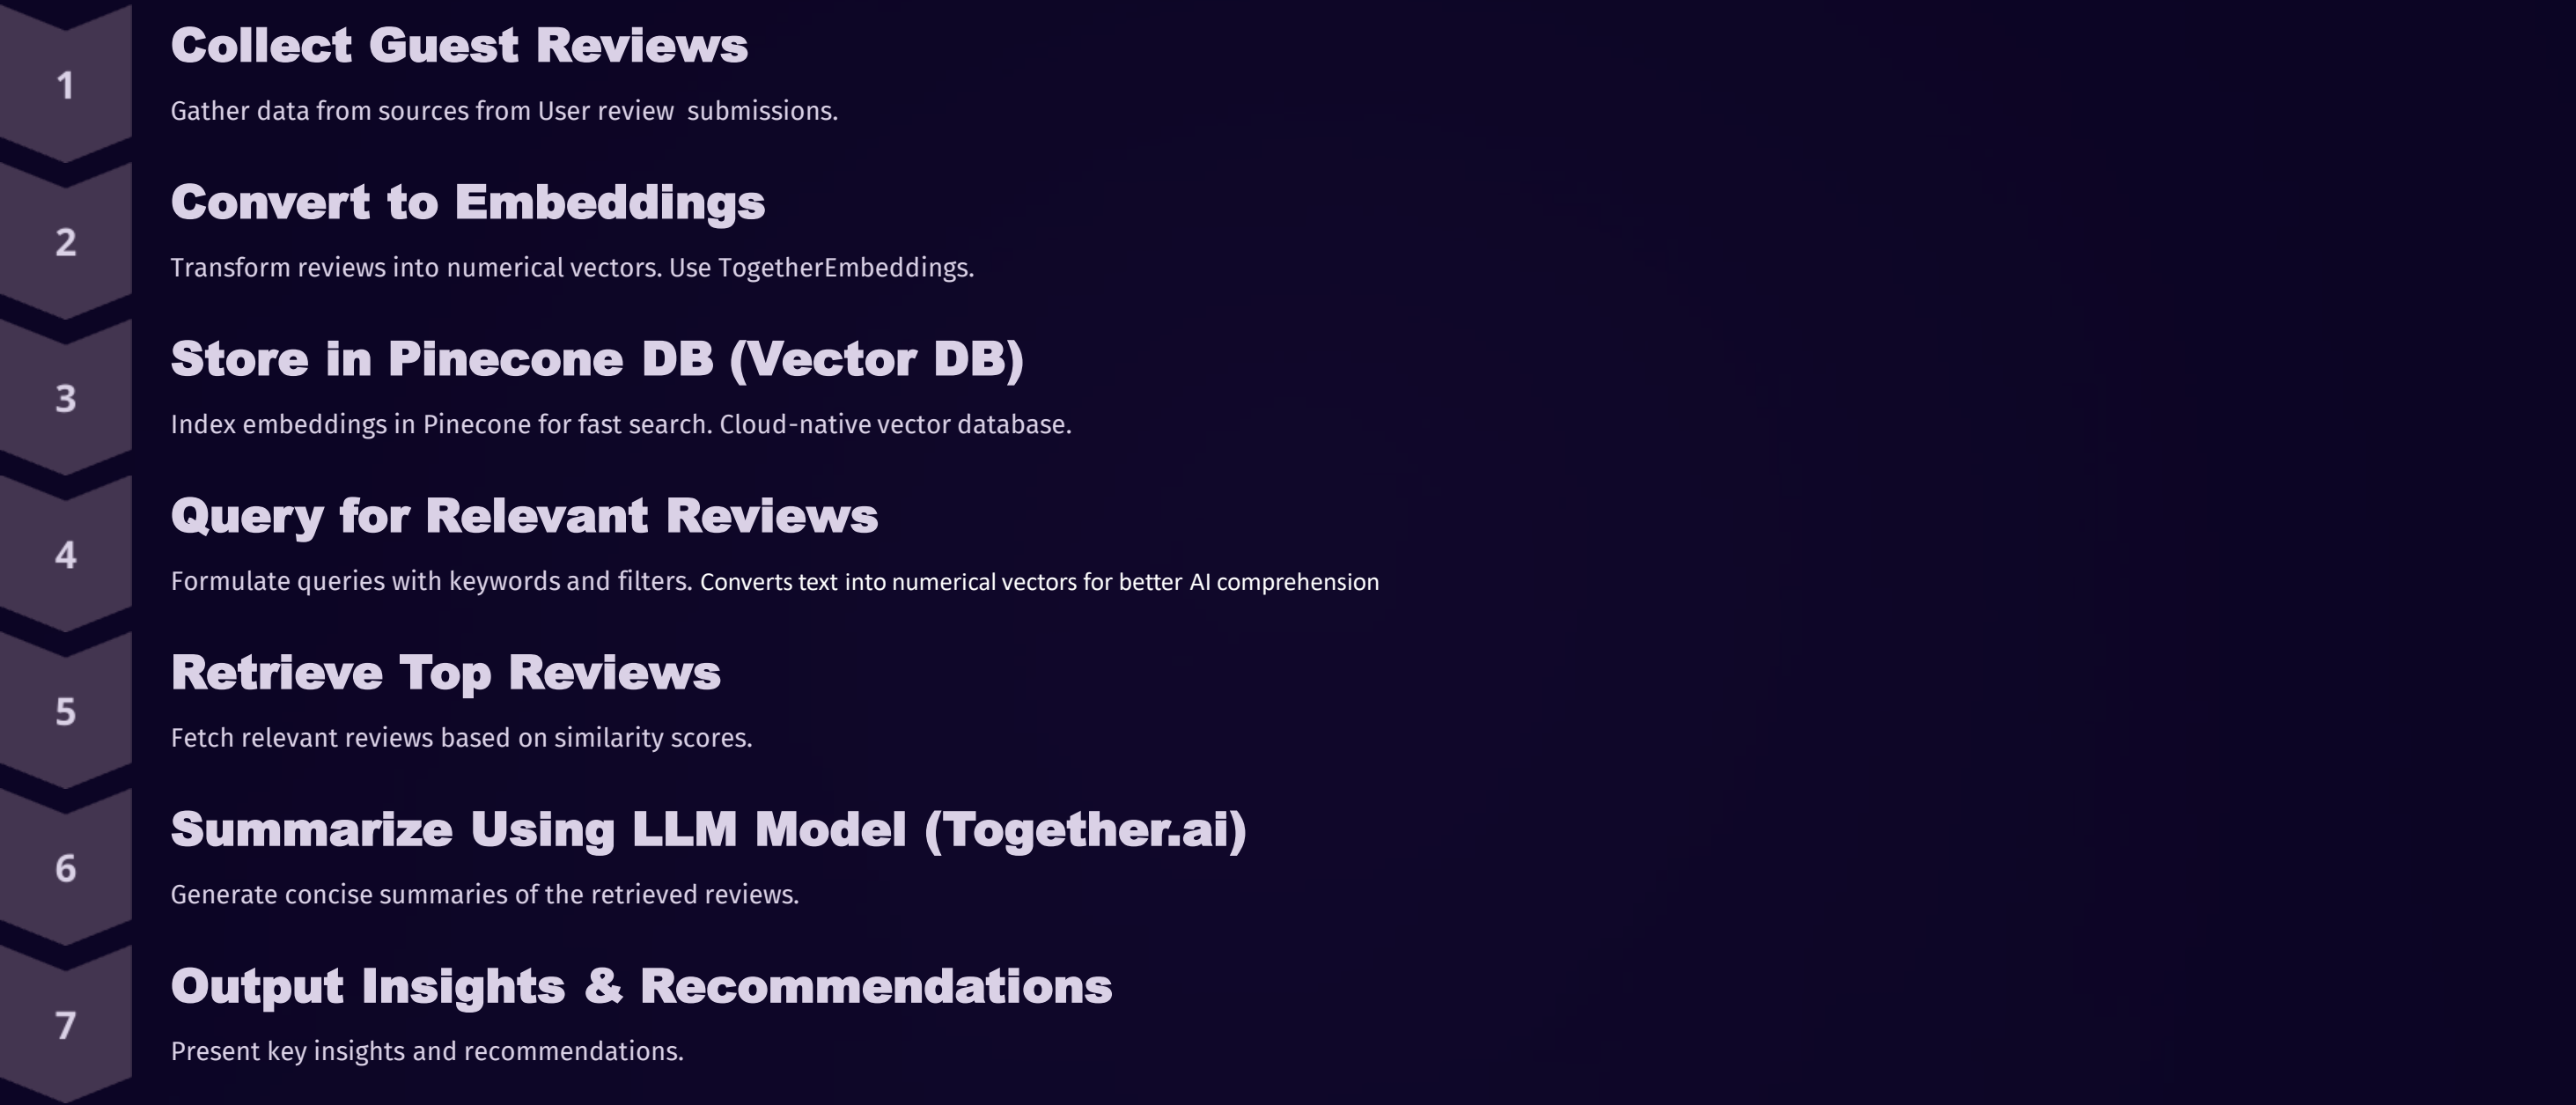 1
Collect Guest Reviews
Gather data from sources from User review  submissions.
2
Convert to Embeddings
Transform reviews into numerical vectors. Use TogetherEmbeddings.
3
Store in Pinecone DB (Vector DB)
Index embeddings in Pinecone for fast search. Cloud-native vector database.
4
Query for Relevant Reviews
Formulate queries with keywords and filters. Converts text into numerical vectors for better AI comprehension
5
Retrieve Top Reviews
Fetch relevant reviews based on similarity scores.
6
Summarize Using LLM Model (Together.ai)
Generate concise summaries of the retrieved reviews.
7
Output Insights & Recommendations
Present key insights and recommendations.